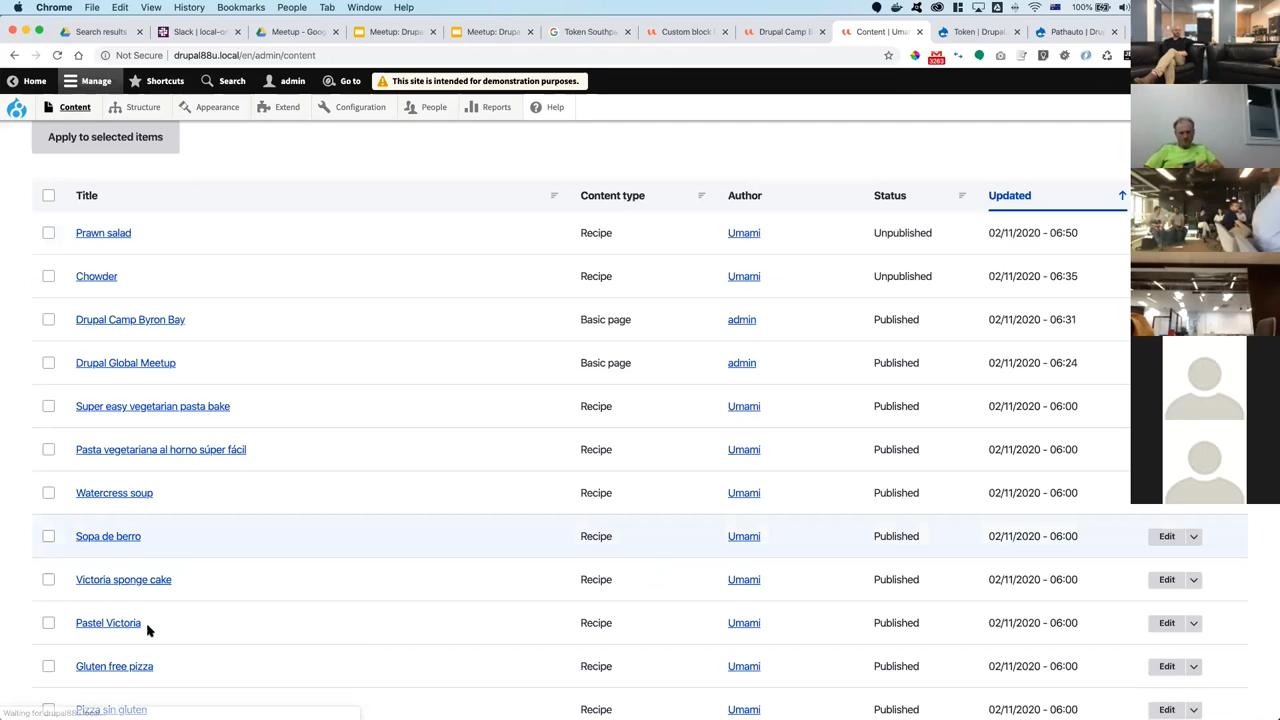 Chrome File Edit View History Bookmarks People Tab Window Help 100%
Search results Slack | local-or Meetup - Goo Meetup: Drupa Meetup: Drupa Token Southpa Custom block Drupal Camp B Content | Uma Token | Drupal. Pathauto | Dru
Not Secure drupal88u.local/en/admin/content 3263
Home Manage Shortcuts Search admin Go to This site is intended for demonstration purposes.
Content Structure Appearance Extend Configuration People Reports Help
Apply to selected items
Title Content type Author Status Updated
Prawn salad Recipe Umami Unpublished 02/11/2020 - 06:50
Chowder Recipe Umami Unpublished 02/11/2020 - 06:35
Drupal Camp Byron Bay Basic page admin Published 02/11/2020 - 06:31
Drupal Global Meetup Basic page admin Published 02/11/2020 - 06:24
Super easy vegetarian pasta bake Recipe Umami Published 02/11/2020 - 06:00
Pasta vegetariana al horno súper fácil Recipe Umami Published 02/11/2020 - 06:00
Watercress soup Recipe Umami Published 02/11/2020 - 06:00
Sopa de berro Recipe Umami Published 02/11/2020 - 06:00 Edit
Victoria sponge cake Recipe Umami Published 02/11/2020 - 06:00 Edit
Pastel Victoria Recipe Umami Published 02/11/2020 - 06:00 Edit
Gluten free pizza Recipe Umami Published 02/11/2020 - 06:00 Edit
Pizza sin gluten Recipe Umami Published 02/11/2020 - 06:00 Edit
Waiting for drupal88u.local...